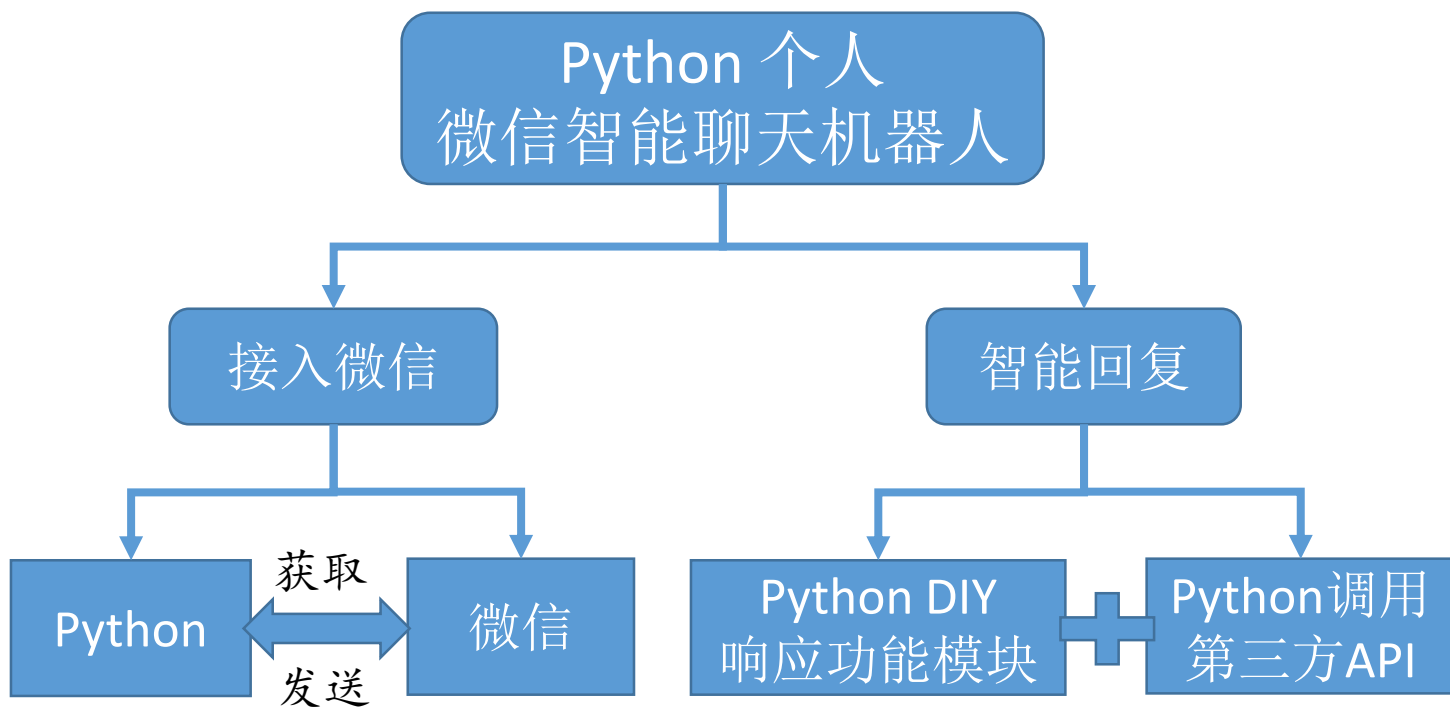 Python 个人
微信智能聊天机器人
接入微信
智能回复
获取
Python
微信
发送
Python DIY
响应功能模块
Python调用
第三方API